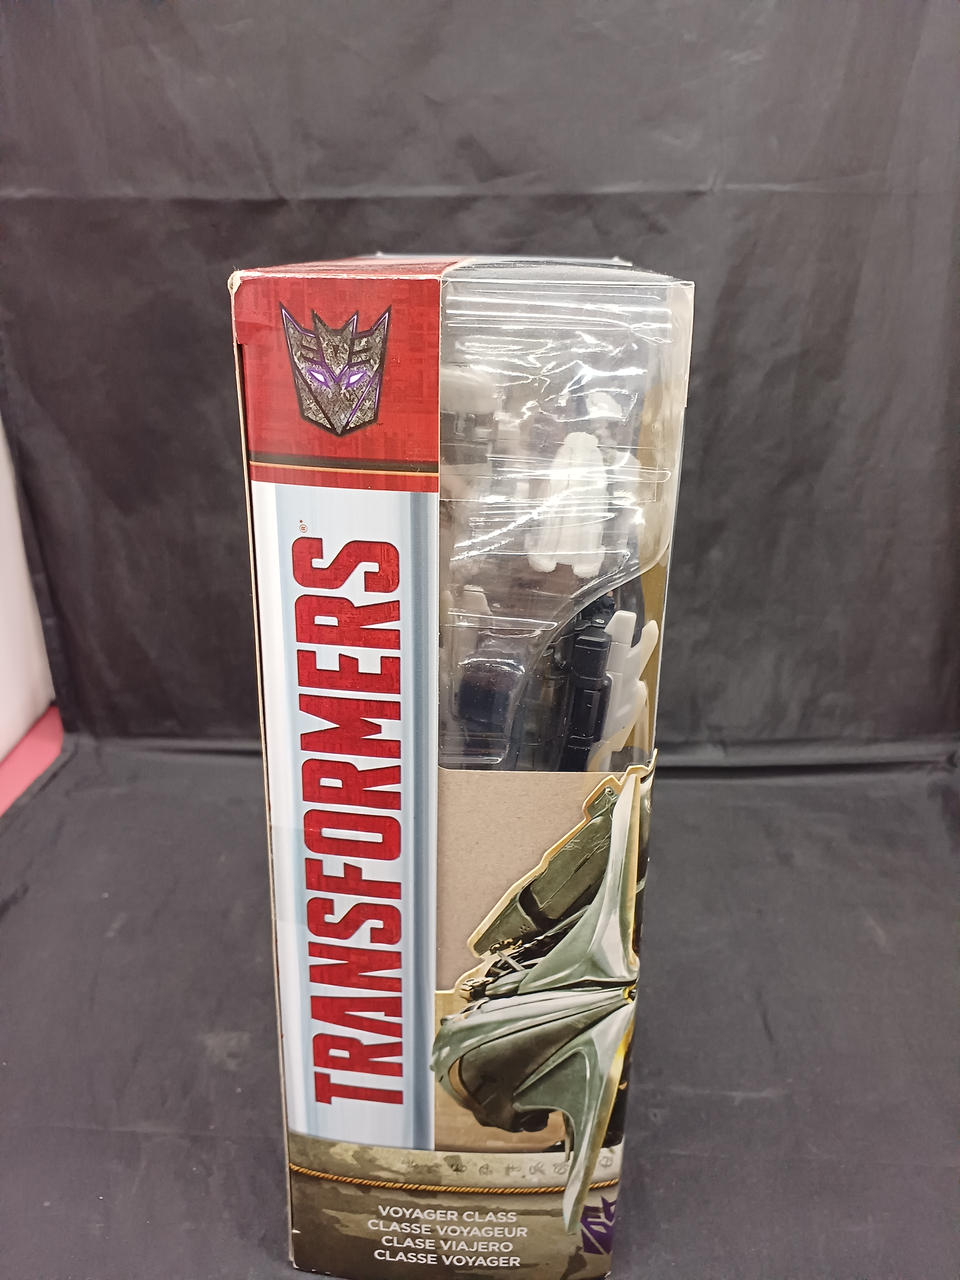 TRANSFORMERS®
VOYAGER CLASS
CLASSE VOYAGEUR
CLASE VIAJERO
CLASSE VOYAGER